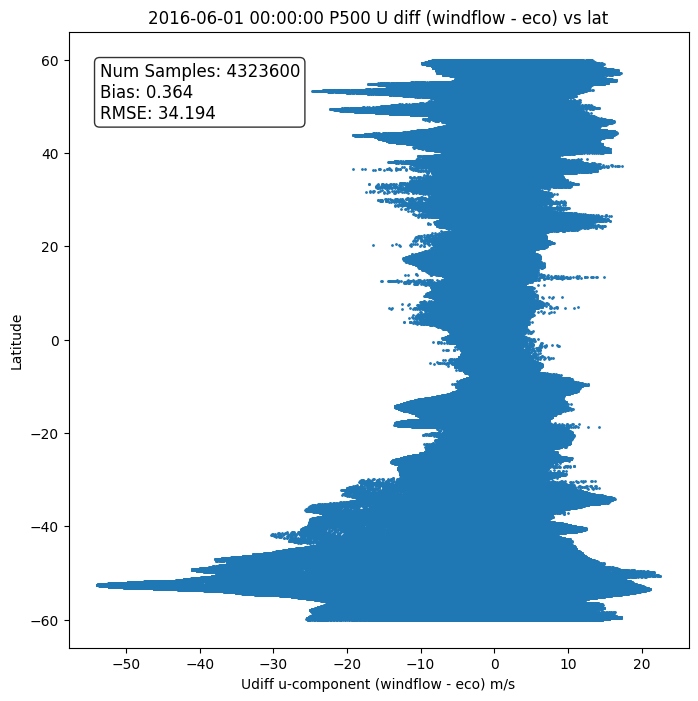 2016-06-01 00:00:00 P500 U diff (windflow - eco) vs lat
Num Samples: 4323600
Bias: 0.364
RMSE: 34.194
60
40
20
0
−20
−40
−60
Latitude
−50 −40 −30 −20 −10 0 10 20
Udiff u-component (windflow - eco) m/s